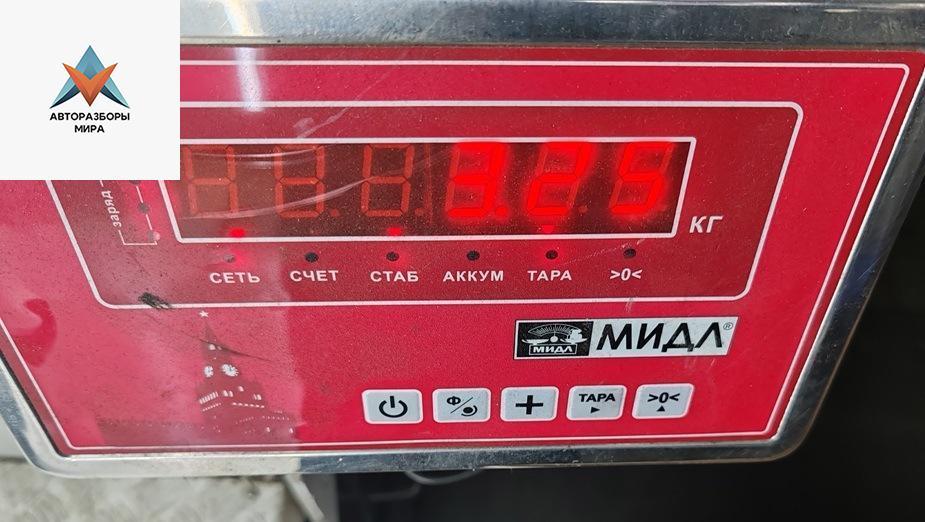 АВТОРАЗБОРЫ
МИРА
заряд
3.25
КГ
СЕТЬ СЧЕТ СТАБ АККУМ ТАРА >0<
МИДЛ МИДЛ®
Ф ТАРА >0<